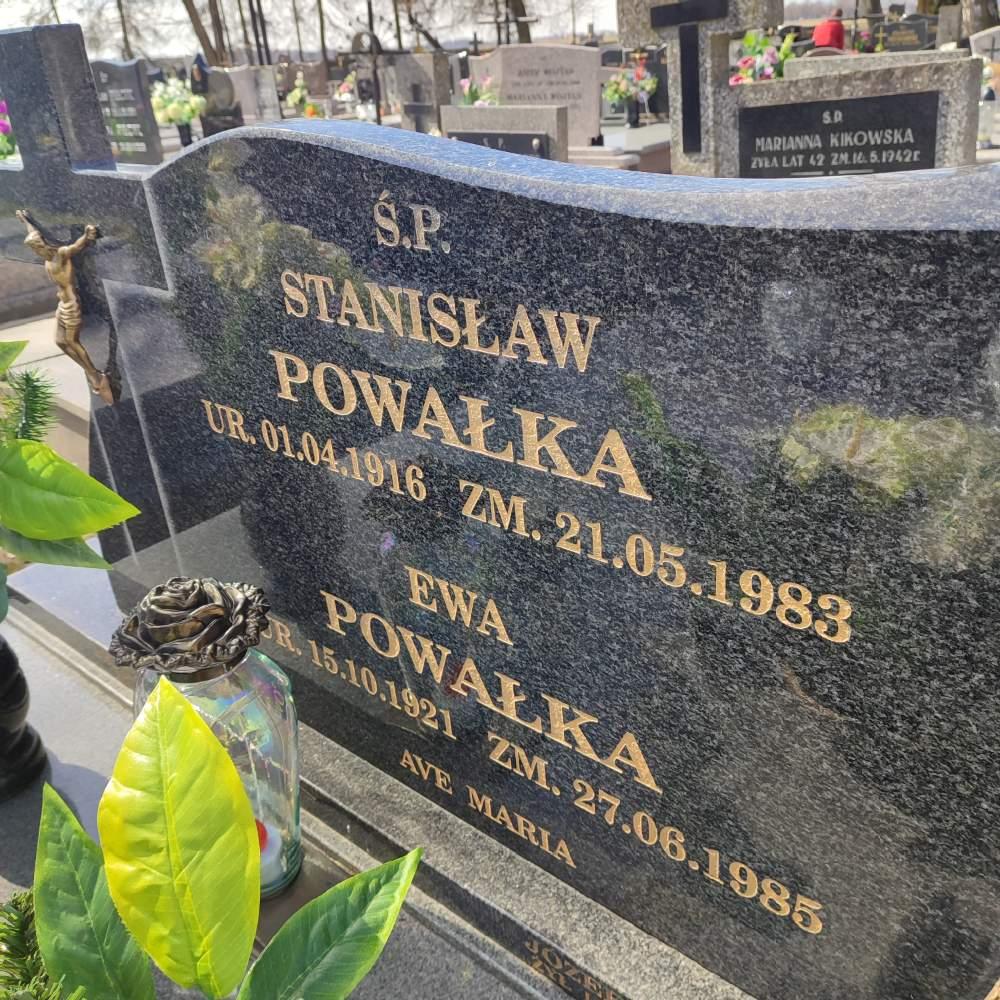 Ś.P.
STANISŁAW
POWAŁKA
UR. 01.04.1916 ZM. 21.05.1983
EWA
POWAŁKA
UR. 15.10.1921 ZM. 27.06.1985
AVE MARIA
Ś.P.
MARIANNA KIKOWSKA
ŻYŁA LAT 42 ZM. 16.5.1942 r.